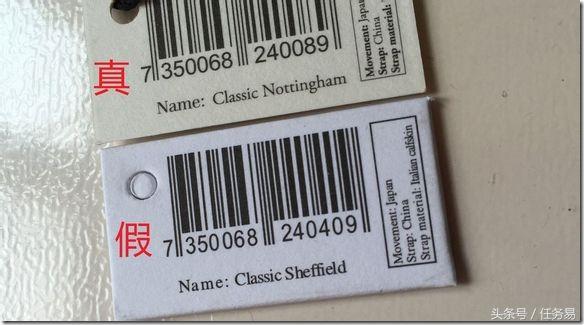 真
7 350068 240089
Name: Classic Nottingham
Movement: Japan
Strap: China
Strap material:
假
7 350068 240409
Name: Classic Sheffield
Movement: Japan
Strap: China
Strap material: Italian calfskin
头条号 / 任务易